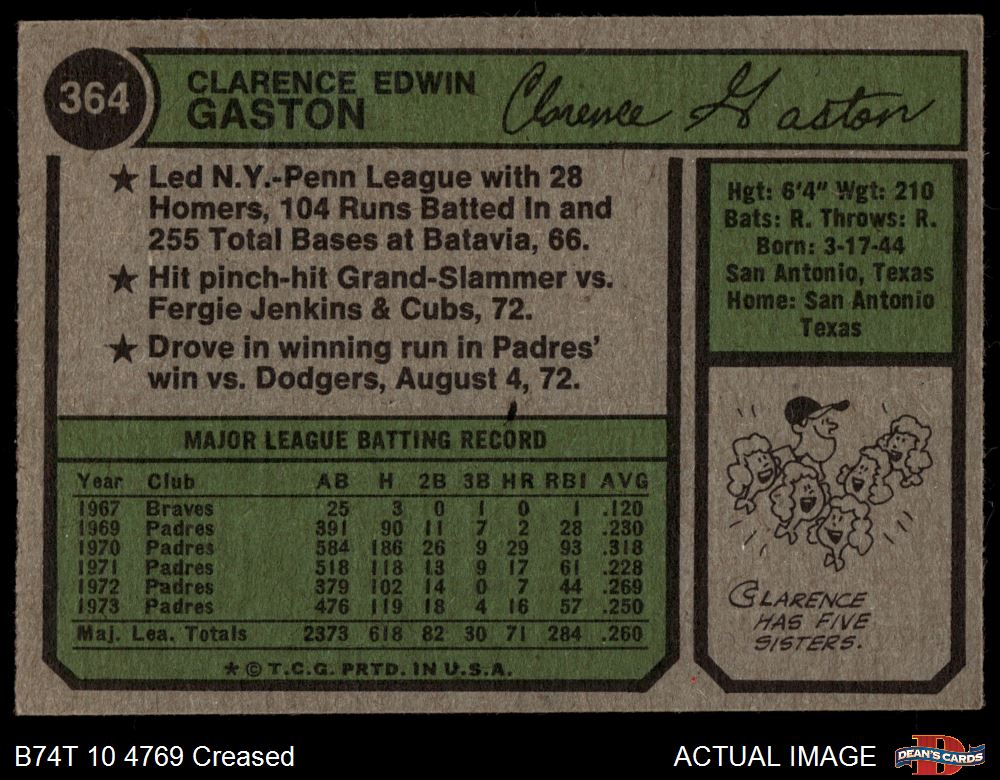 364
CLARENCE EDWIN
GASTON
Clarence Gaston
★ Led N.Y.-Penn League with 28
Homers, 104 Runs Batted In and
255 Total Bases at Batavia, 66.
★ Hit pinch-hit Grand-Slammer vs.
Fergie Jenkins & Cubs, 72.
★ Drove in winning run in Padres'
win vs. Dodgers, August 4, 72.
Hgt: 6'4" Wgt: 210
Bats: R. Throws: R.
Born: 3-17-44
San Antonio, Texas
Home: San Antonio
Texas
MAJOR LEAGUE BATTING RECORD
Year Club AB H 2B 3B HR RBI AVG
1967 Braves 25 3 0 1 0 1 .120
1969 Padres 391 90 11 7 2 28 .230
1970 Padres 584 186 26 9 29 93 .318
1971 Padres 518 118 13 9 17 61 .228
1972 Padres 379 102 14 0 7 44 .269
1973 Padres 476 119 18 4 16 57 .250
Maj. Lea. Totals 2373 618 82 30 71 284 .260
★ © T.C.G. PRTD. IN U.S.A.
CLARENCE
HAS FIVE
SISTERS.
B74T 10 4769 Creased
ACTUAL IMAGE
DEAN'S CARDS